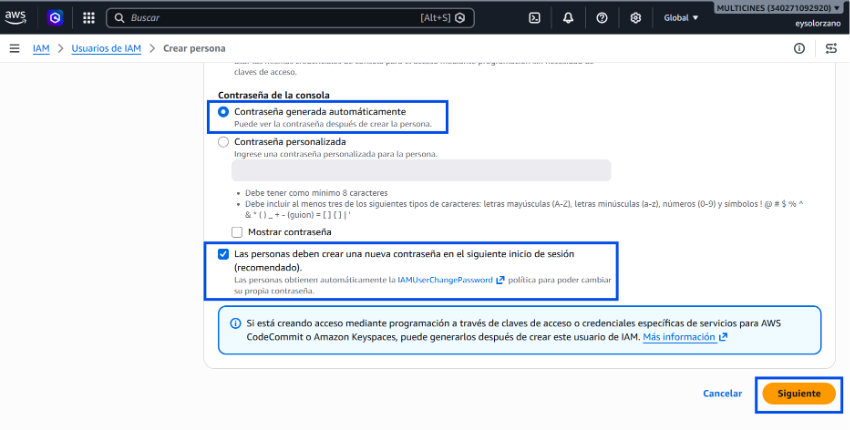 MULTICINES (340271092920) ▼
aws
Buscar
[Alt+S]
Global ▼
eysolorzano
IAM > Usuarios de IAM > Crear persona
claves de acceso.
Contraseña de la consola
Contraseña generada automáticamente
Puede ver la contraseña después de crear la persona.
Contraseña personalizada
Ingrese una contraseña personalizada para la persona.
• Debe tener como mínimo 8 caracteres
• Debe incluir al menos tres de los siguientes tipos de caracteres: letras mayúsculas (A-Z), letras minúsculas (a-z), números (0-9) y símbolos ! @ # $ % ^
& * ( ) _ + - (guion) = [ ] { } | '
Mostrar contraseña
Las personas deben crear una nueva contraseña en el siguiente inicio de sesión
(recomendado).
Las personas obtienen automáticamente la IAMUserChangePassword política para poder cambiar
su propia contraseña.
Si está creando acceso mediante programación a través de claves de acceso o credenciales específicas de servicios para AWS
CodeCommit o Amazon Keyspaces, puede generarlos después de crear este usuario de IAM. Más información
Cancelar
Siguiente